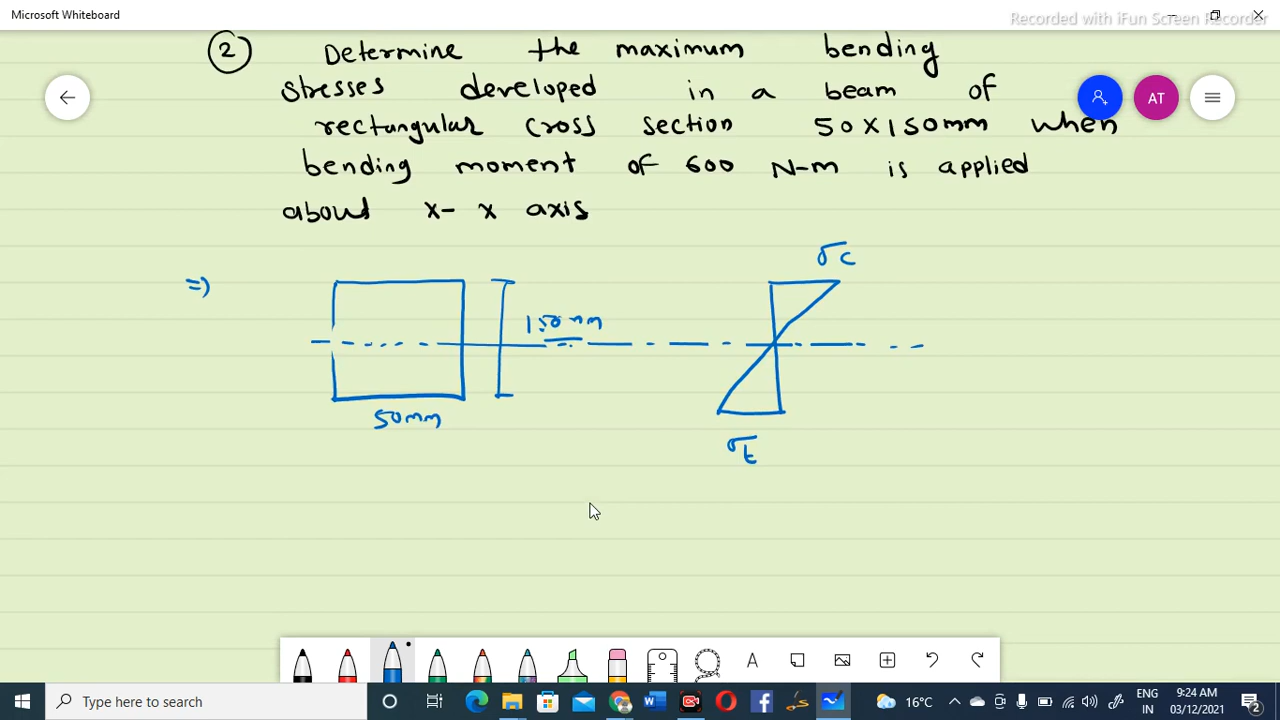 Microsoft Whiteboard
Recorded with iFun Screen Recorder
② Determine the maximum bending
stresses developed in a beam of
rectangular cross section 50X150mm when
bending moment of 600 N-m is applied
about x- x axis
AT
=>
σc
150mm
50mm
σt
A
Type here to search
16°C
ENG
IN
9:24 AM
03/12/2021
2